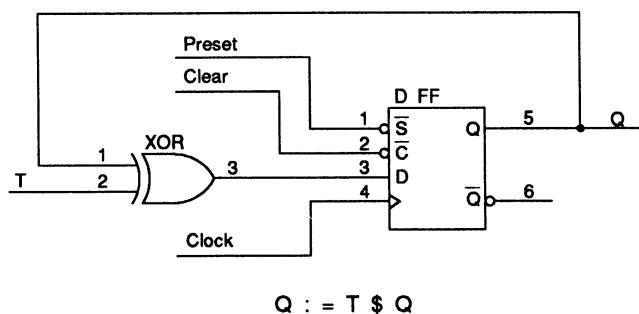 Preset
Clear
D FF
1 S̅ Q 5 Q
XOR
2 C̅
1
3 3 D
T 2
4
Q̅ 6
Clock
Q : = T $ Q